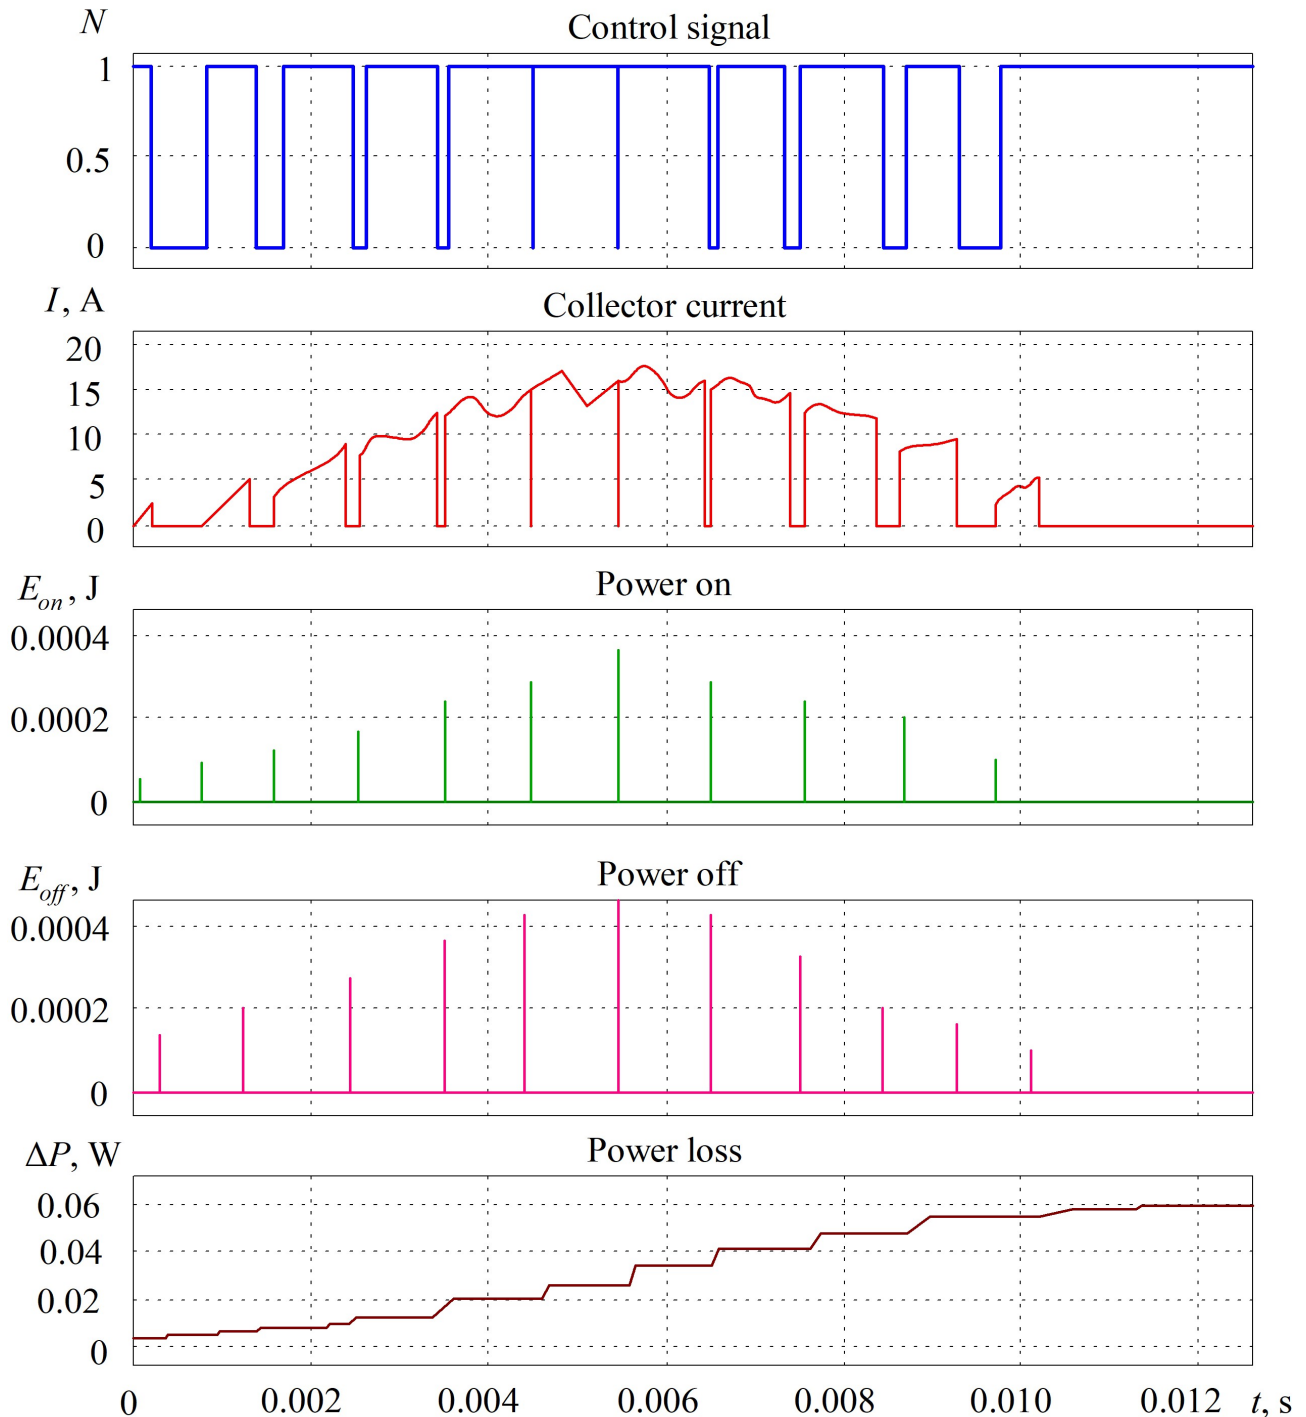 N
Control signal
1
0.5
0
I, A
Collector current
20
15
10
5
0
E_on, J
Power on
0.0004
0.0002
0
E_off, J
Power off
0.0004
0.0002
0
ΔP, W
Power loss
0.06
0.04
0.02
0
0 0.002 0.004 0.006 0.008 0.010 0.012 t, s